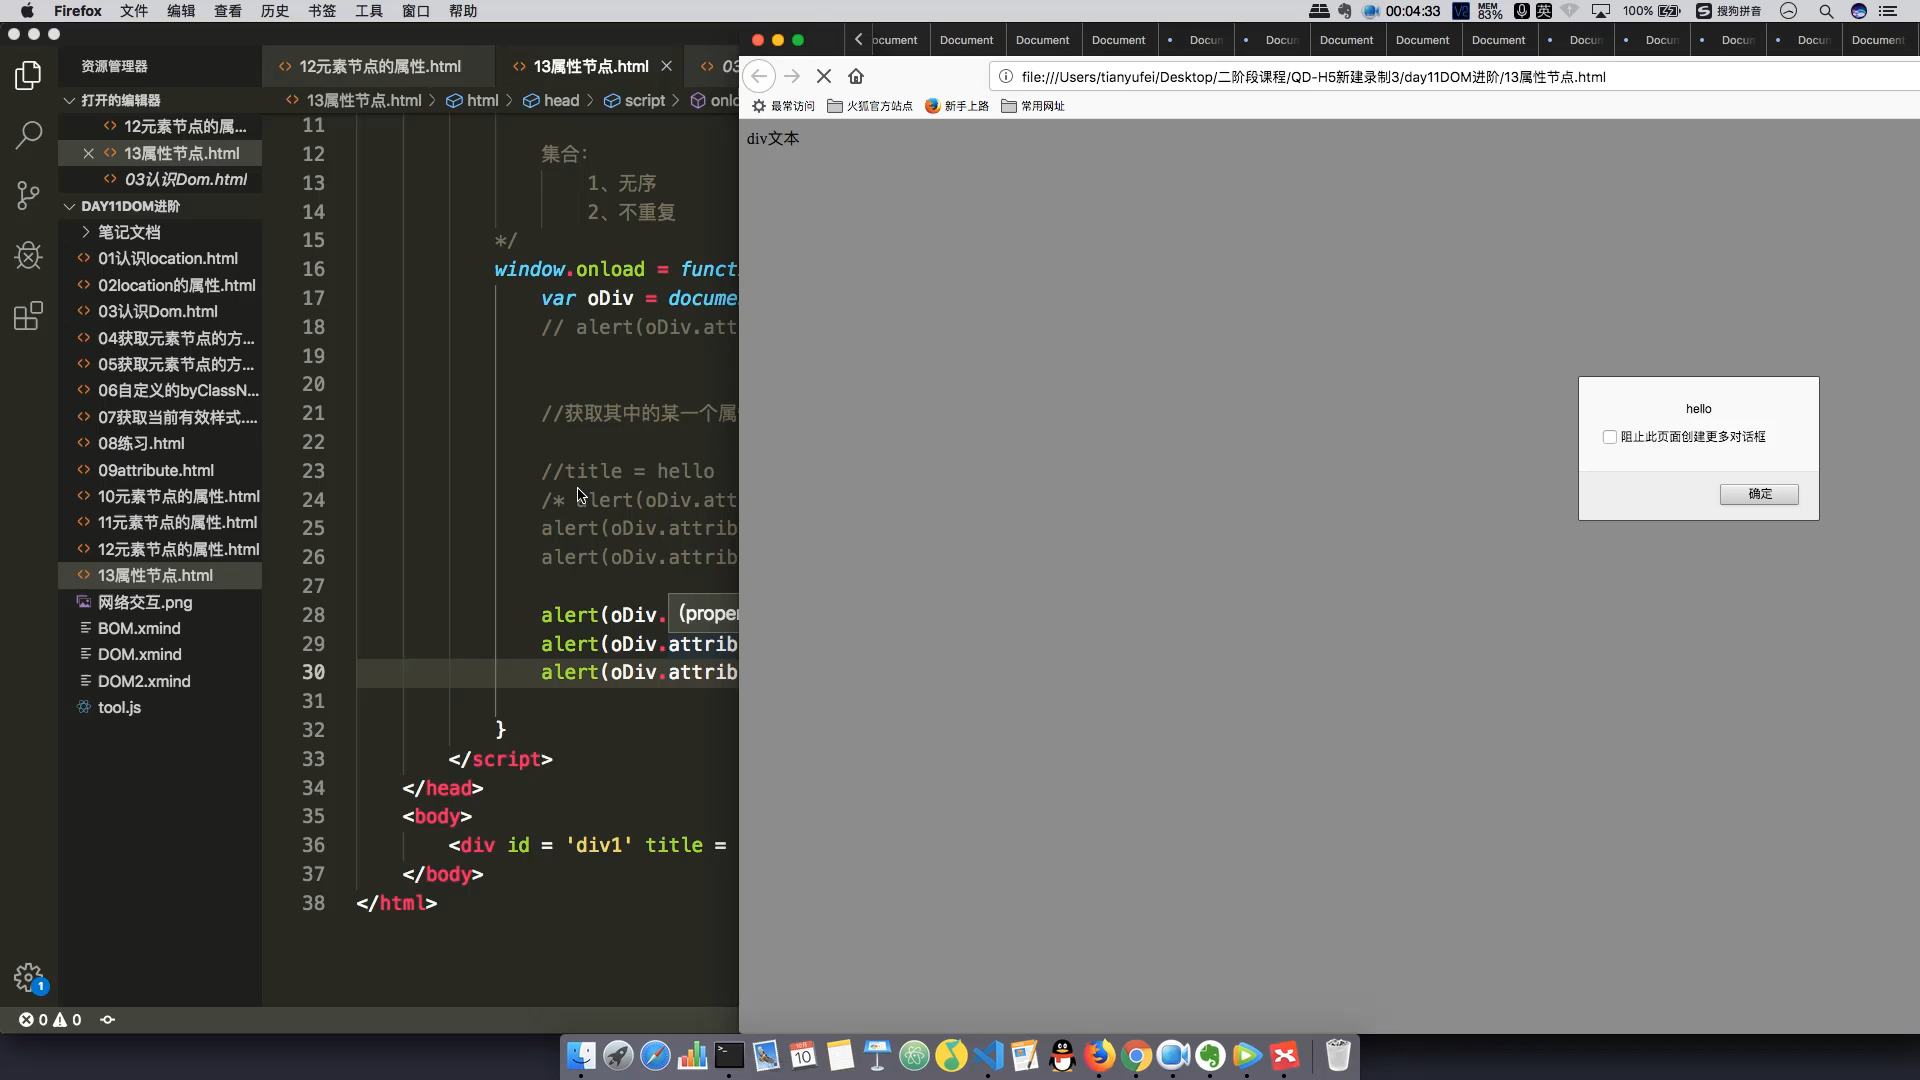 Firefox 文件 编辑 查看 历史 书签 工具 窗口 帮助 00:04:33 V2 MEM 83% 英 100% 搜狗拼音
资源管理器
打开的编辑器
12元素节点的属...
13属性节点.html
03认识Dom.html
DAY11DOM进阶
笔记文档
01认识location.html
02location的属性.html
03认识Dom.html
04获取元素节点的方...
05获取元素节点的方...
06自定义的byClassN...
07获取当前有效样式....
08练习.html
09attribute.html
10元素节点的属性.html
11元素节点的属性.html
12元素节点的属性.html
13属性节点.html
网络交互.png
BOM.xmind
DOM.xmind
DOM2.xmind
tool.js
1
0 0
12元素节点的属性.html 13属性节点.html 03
13属性节点.html html head script onlo
11
12 集合:
13 1、无序
14 2、不重复
15 */
16 window.onload = functi
17 var oDiv = docume
18 // alert(oDiv.att
19
20
21 //获取其中的某一个属
22
23 //title = hello
24 /* alert(oDiv.att
25 alert(oDiv.attrib
26 alert(oDiv.attrib
27
28 alert(oDiv. (proper
29 alert(oDiv.attrib
30 alert(oDiv.attrib
31
32 }
33 </script>
34 </head>
35 <body>
36 <div id = 'div1' title =
37 </body>
38 </html>
ocument Document Document Document Docun Docun Document Document Document Docun Docun Docun Docun Document
file:///Users/tianyufei/Desktop/二阶段课程/QD-H5新建录制3/day11DOM进阶/13属性节点.html
最常访问 火狐官方站点 新手上路 常用网址
div文本
hello
阻止此页面创建更多对话框
确定
10